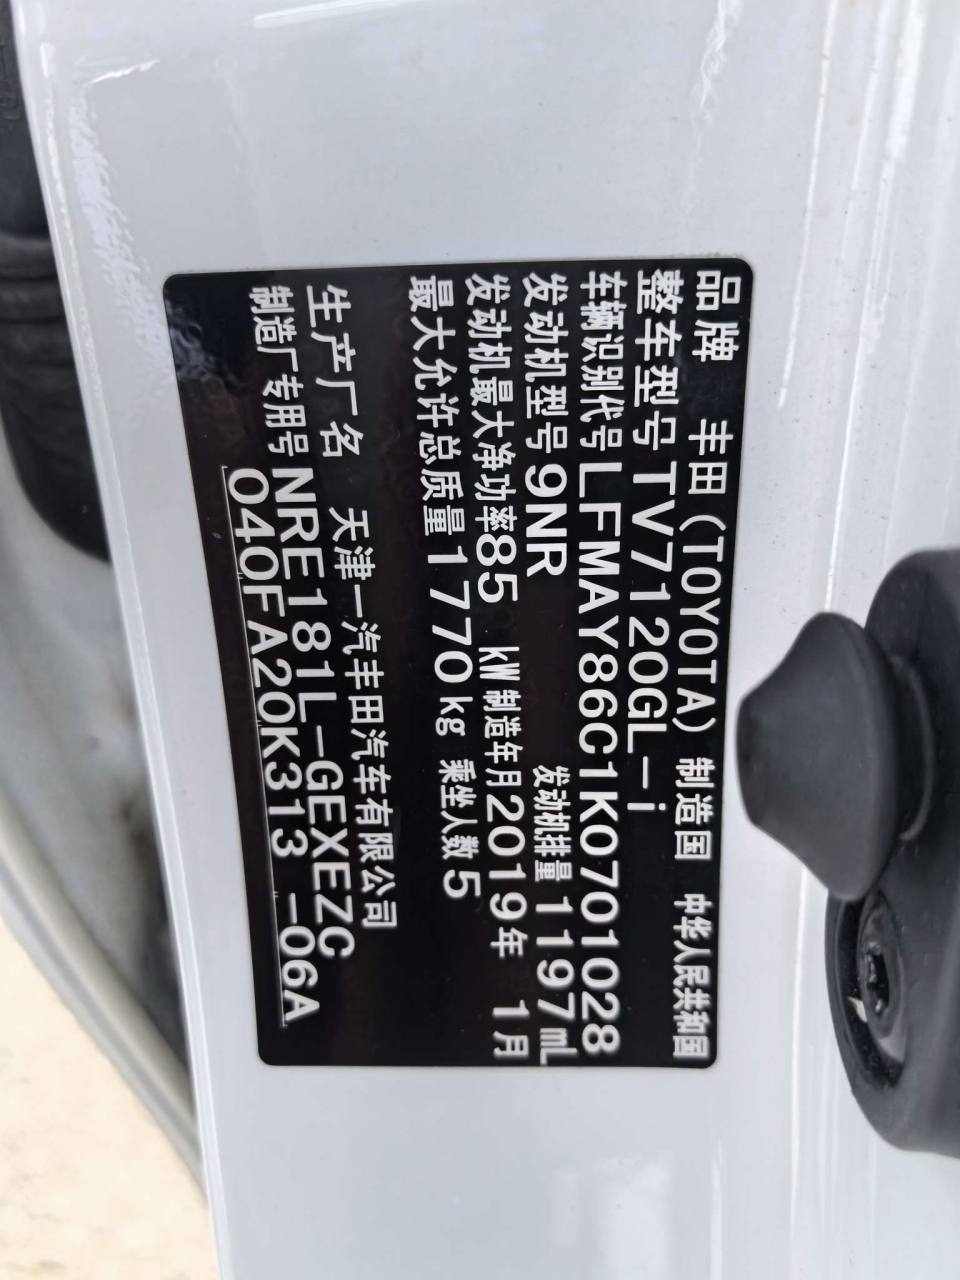 品牌 丰田(TOYOTA) 制造国 中华人民共和国
整车型号 TV7120GL-i
车辆识别代号 LFMAY86C1K0701028
发动机型号 9NR 发动机排量 1197mL
发动机最大净功率 85 kW 制造年月 2019年 1月
最大允许总质量 1770kg 乘坐人数 5
生产厂名 天津一汽丰田汽车有限公司
制造厂专用号 NRE181L-GEXEZC
040FA20K313 -06A